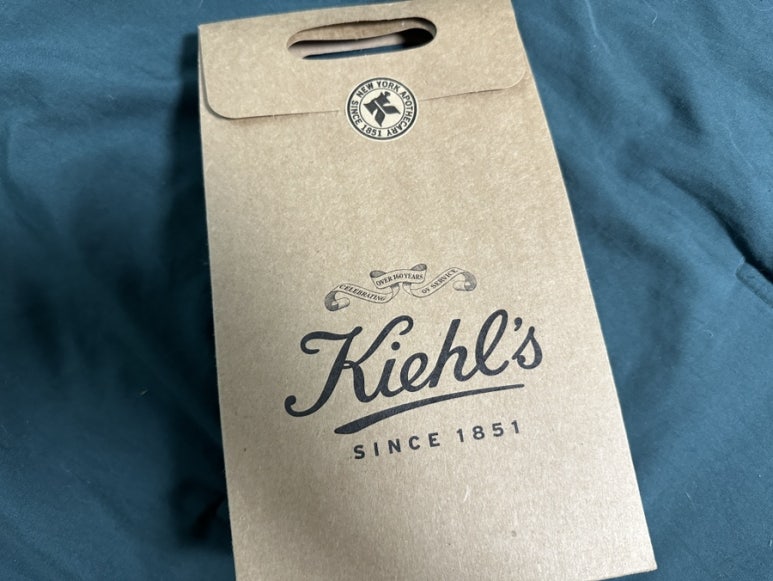 NEW YORK APOTHECARY
SINCE 1851
CELEBRATING
OVER 160 YEARS
OF SERVICE
Kiehl's
SINCE 1851